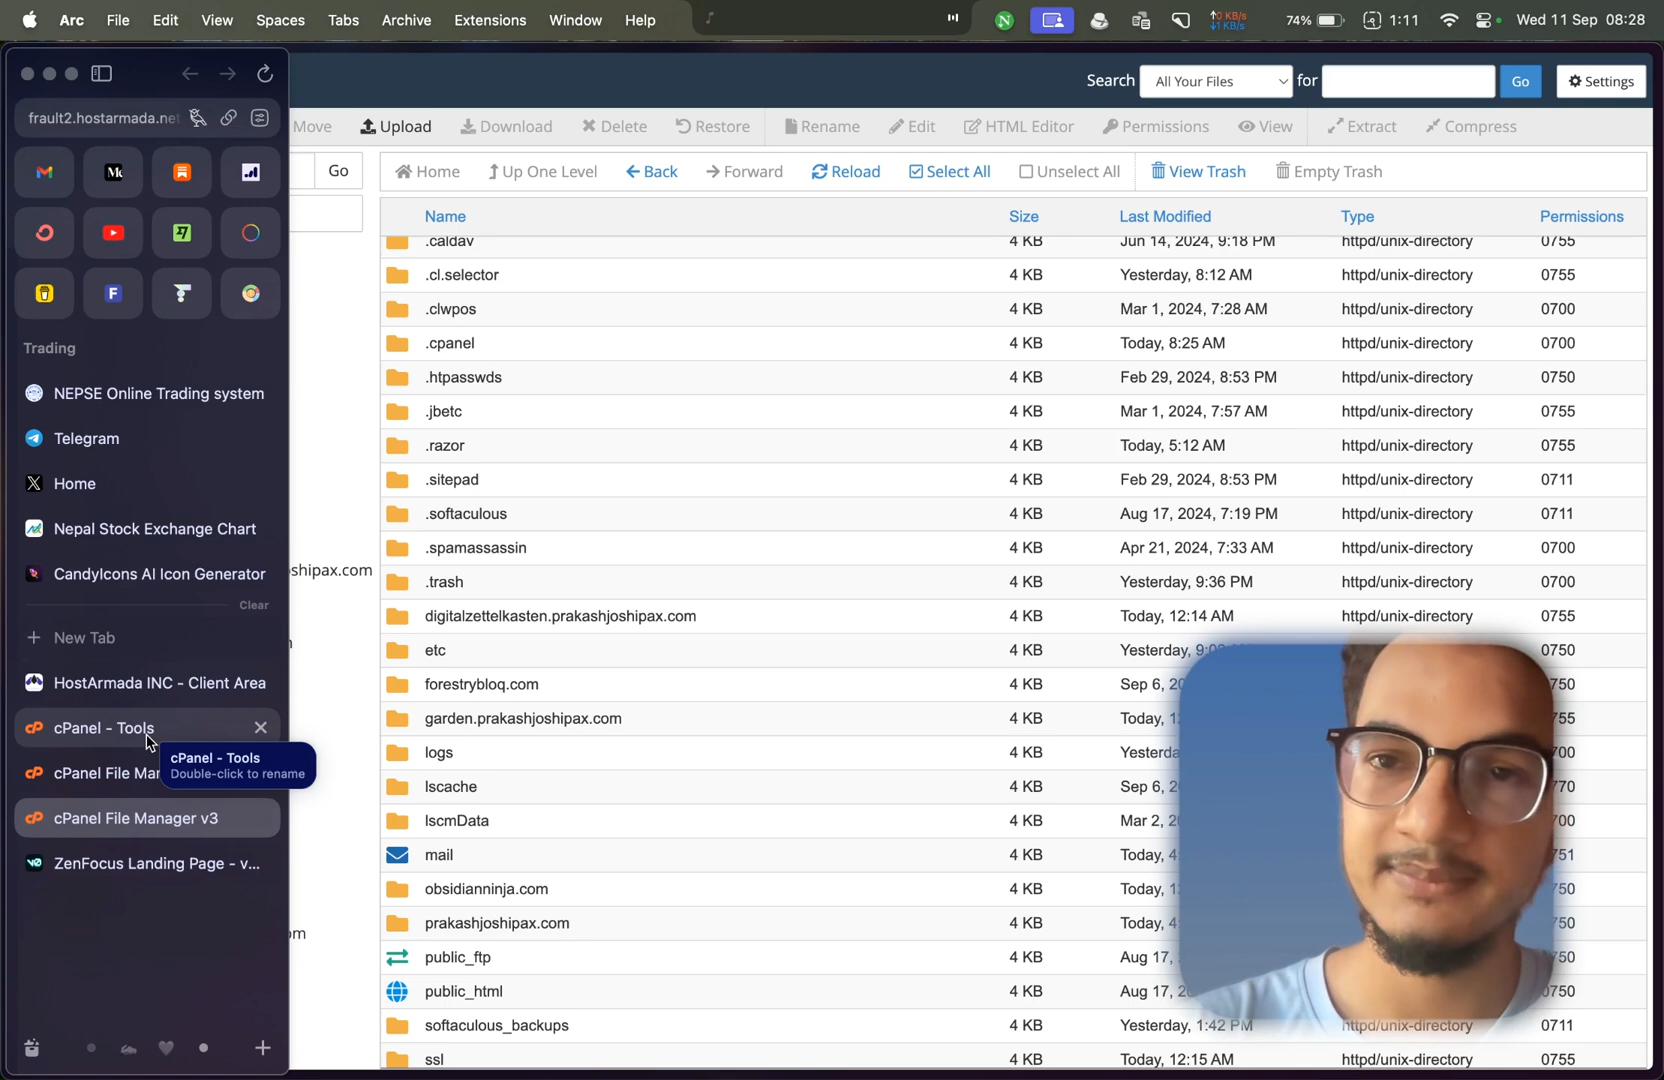 Arc File Edit View Spaces Tabs Archive Extensions Window Help 0 KB/s 1 KB/s 74% 1:11 Wed 11 Sep 08:28
frault2.hostarmada.net
Search All Your Files for Go Settings
Move Upload Download Delete Restore Rename Edit HTML Editor Permissions View Extract Compress
Go Home Up One Level Back Forward Reload Select All Unselect All View Trash Empty Trash
Name Size Last Modified Type Permissions
.caldav 4 KB Jun 14, 2024, 9:18 PM httpd/unix-directory 0755
.cl.selector 4 KB Yesterday, 8:12 AM httpd/unix-directory 0755
.clwpos 4 KB Mar 1, 2024, 7:28 AM httpd/unix-directory 0700
.cpanel 4 KB Today, 8:25 AM httpd/unix-directory 0700
.htpasswds 4 KB Feb 29, 2024, 8:53 PM httpd/unix-directory 0750
.jbetc 4 KB Mar 1, 2024, 7:57 AM httpd/unix-directory 0755
.razor 4 KB Today, 5:12 AM httpd/unix-directory 0755
.sitepad 4 KB Feb 29, 2024, 8:53 PM httpd/unix-directory 0711
.softaculous 4 KB Aug 17, 2024, 7:19 PM httpd/unix-directory 0711
.spamassassin 4 KB Apr 21, 2024, 7:33 AM httpd/unix-directory 0700
.trash 4 KB Yesterday, 9:36 PM httpd/unix-directory 0700
digitalzettelkasten.prakashjoshipax.com 4 KB Today, 12:14 AM httpd/unix-directory 0755
etc 4 KB Yesterday, 0750
forestrybloq.com 4 KB Sep 6,
garden.prakashjoshipax.com 4 KB Today,
logs 4 KB
lscache 4 KB Sep 6,
lscmData 4 KB Mar 2,
mail 4 KB Today,
obsidianninja.com 4 KB Today,
prakashjoshipax.com 4 KB Today,
public_ftp 4 KB Aug 17,
public_html 4 KB Aug 17,
softaculous_backups 4 KB Yesterday, 1:42 PM httpd/unix-directory 0711
ssl 4 KB Today, 12:15 AM httpd/unix-directory 0755
Trading
NEPSE Online Trading system
Telegram
Home
Nepal Stock Exchange Chart
CandyIcons AI Icon Generator
shipax.com
Clear
New Tab
HostArmada INC - Client Area
cPanel - Tools
cPanel - Tools
Double-click to rename
cPanel File Mar
cPanel File Manager v3
ZenFocus Landing Page - v...